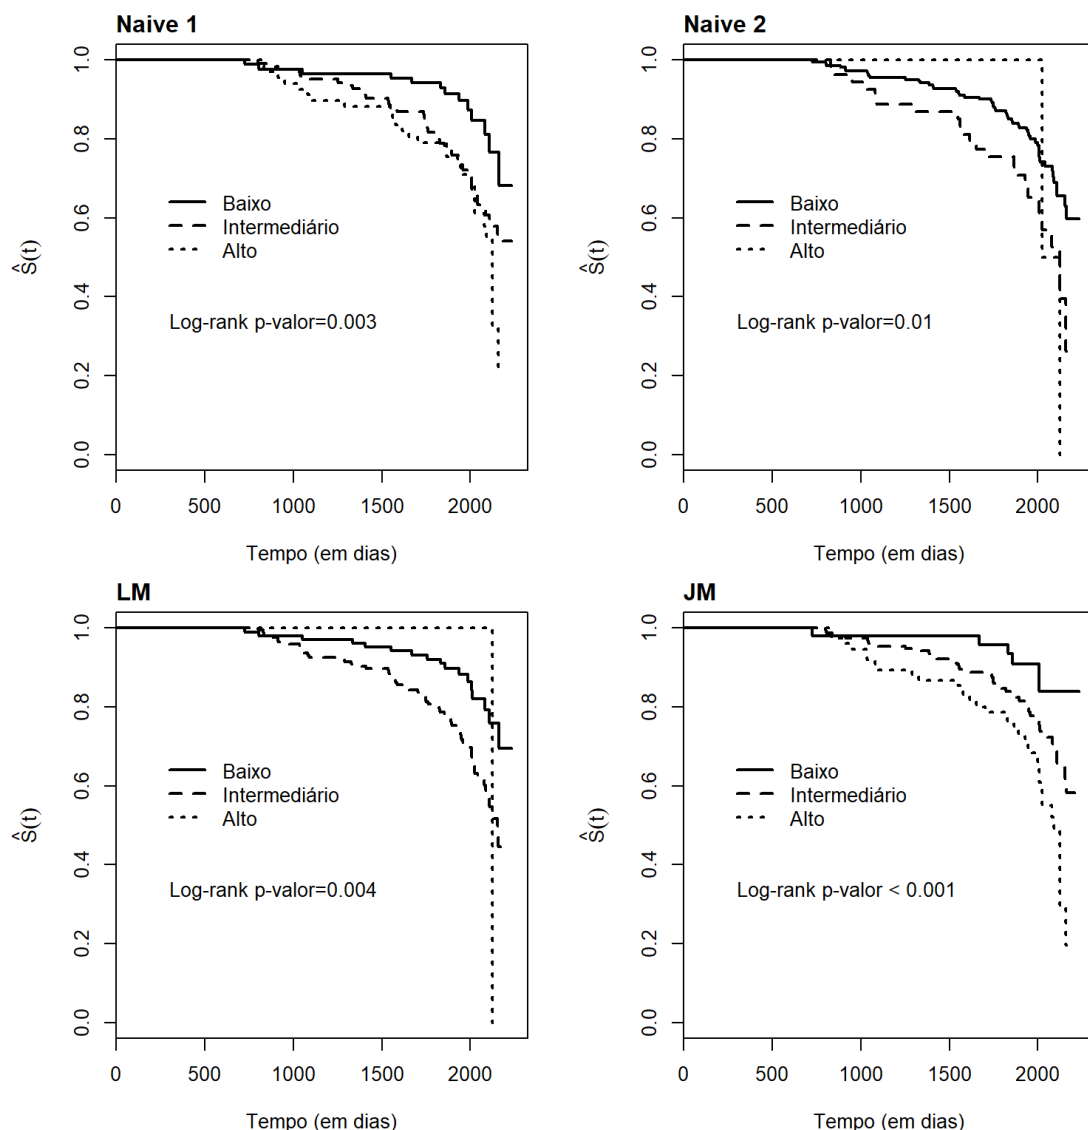 Naive 1
Ŝ(t)
1.0
0.8
0.6
0.4
0.2
0.0
Baixo
Intermediário
Alto
Log-rank p-valor=0.003
0 500 1000 1500 2000
Tempo (em dias)
Naive 2
Ŝ(t)
1.0
0.8
0.6
0.4
0.2
0.0
Baixo
Intermediário
Alto
Log-rank p-valor=0.01
0 500 1000 1500 2000
Tempo (em dias)
LM
Ŝ(t)
1.0
0.8
0.6
0.4
0.2
0.0
Baixo
Intermediário
Alto
Log-rank p-valor=0.004
0 500 1000 1500 2000
Tempo (em dias)
JM
Ŝ(t)
1.0
0.8
0.6
0.4
0.2
0.0
Baixo
Intermediário
Alto
Log-rank p-valor < 0.001
0 500 1000 1500 2000
Tempo (em dias)